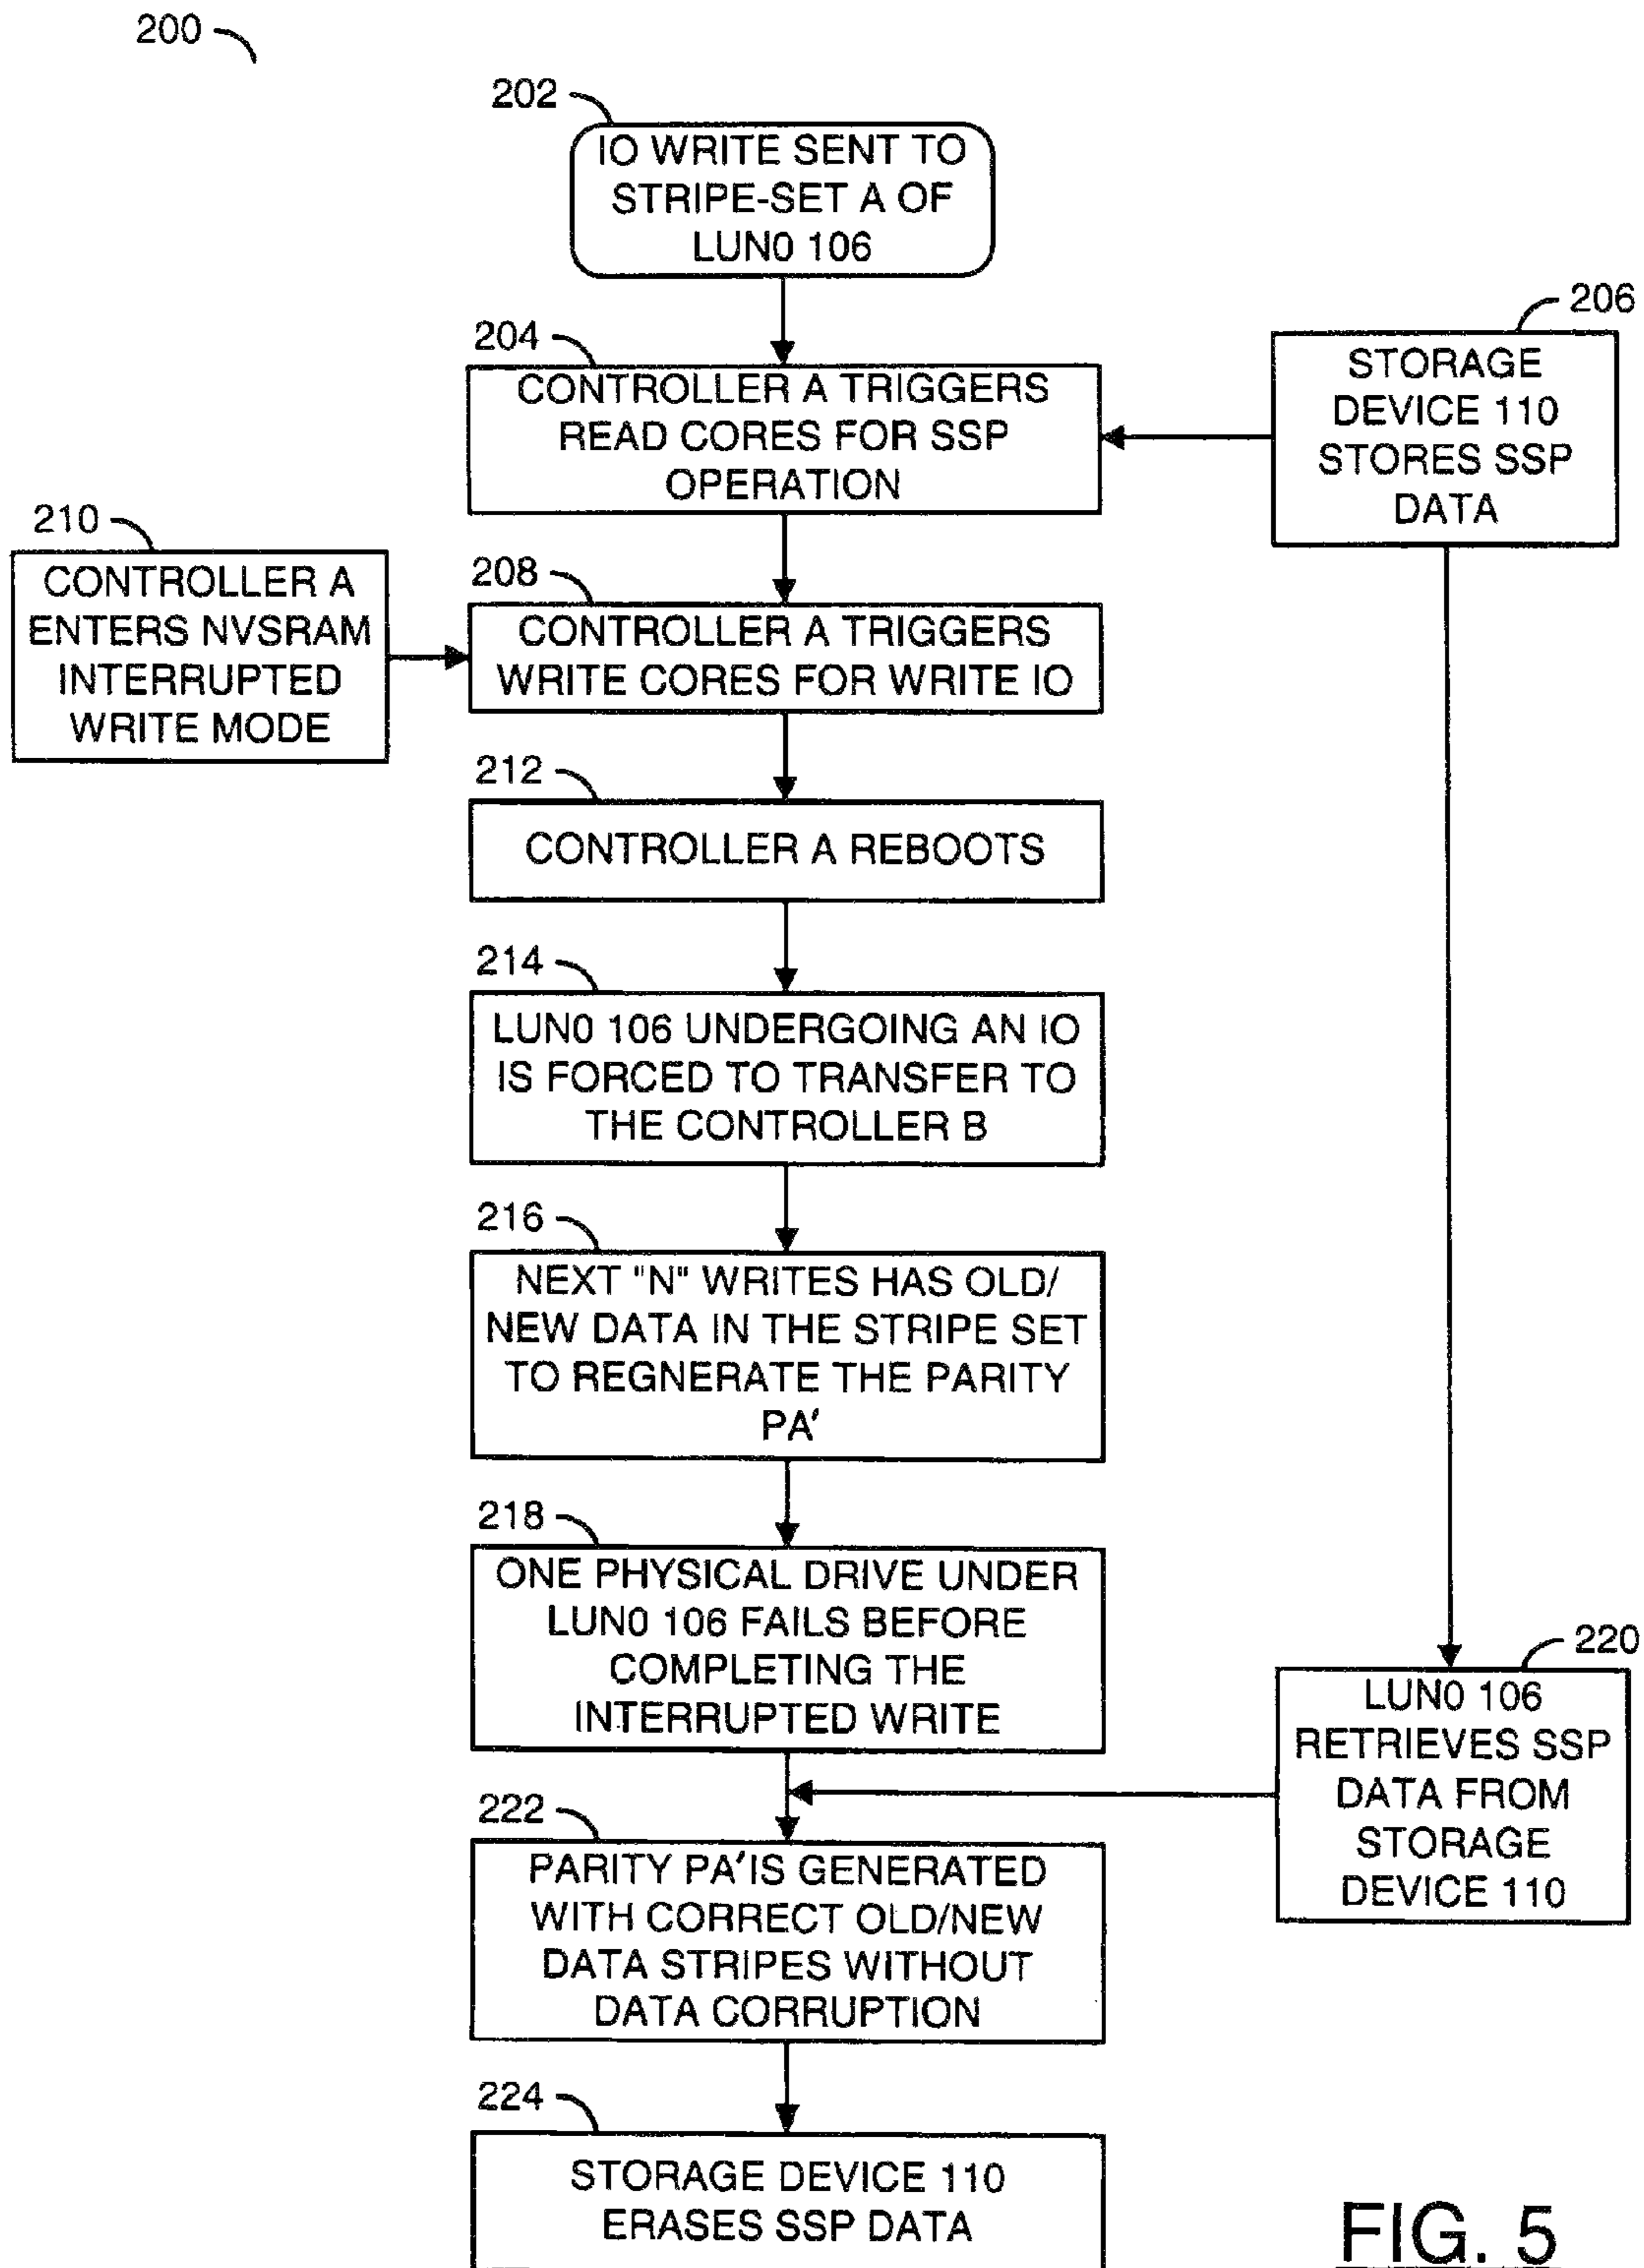 200
202
IO WRITE SENT TO
STRIPE-SET A OF
LUN0 106
204
CONTROLLER A TRIGGERS
READ CORES FOR SSP
OPERATION
206
STORAGE
DEVICE 110
STORES SSP
DATA
210
CONTROLLER A
ENTERS NVSRAM
INTERRUPTED
WRITE MODE
208
CONTROLLER A TRIGGERS
WRITE CORES FOR WRITE IO
212
CONTROLLER A REBOOTS
214
LUN0 106 UNDERGOING AN IO
IS FORCED TO TRANSFER TO
THE CONTROLLER B
216
NEXT "N" WRITES HAS OLD/
NEW DATA IN THE STRIPE SET
TO REGNERATE THE PARITY
PA'
218
ONE PHYSICAL DRIVE UNDER
LUN0 106 FAILS BEFORE
COMPLETING THE
INTERRUPTED WRITE
220
LUN0 106
RETRIEVES SSP
DATA FROM
STORAGE
DEVICE 110
222
PARITY PA' IS GENERATED
WITH CORRECT OLD/NEW
DATA STRIPES WITHOUT
DATA CORRUPTION
224
STORAGE DEVICE 110
ERASES SSP DATA
FIG. 5